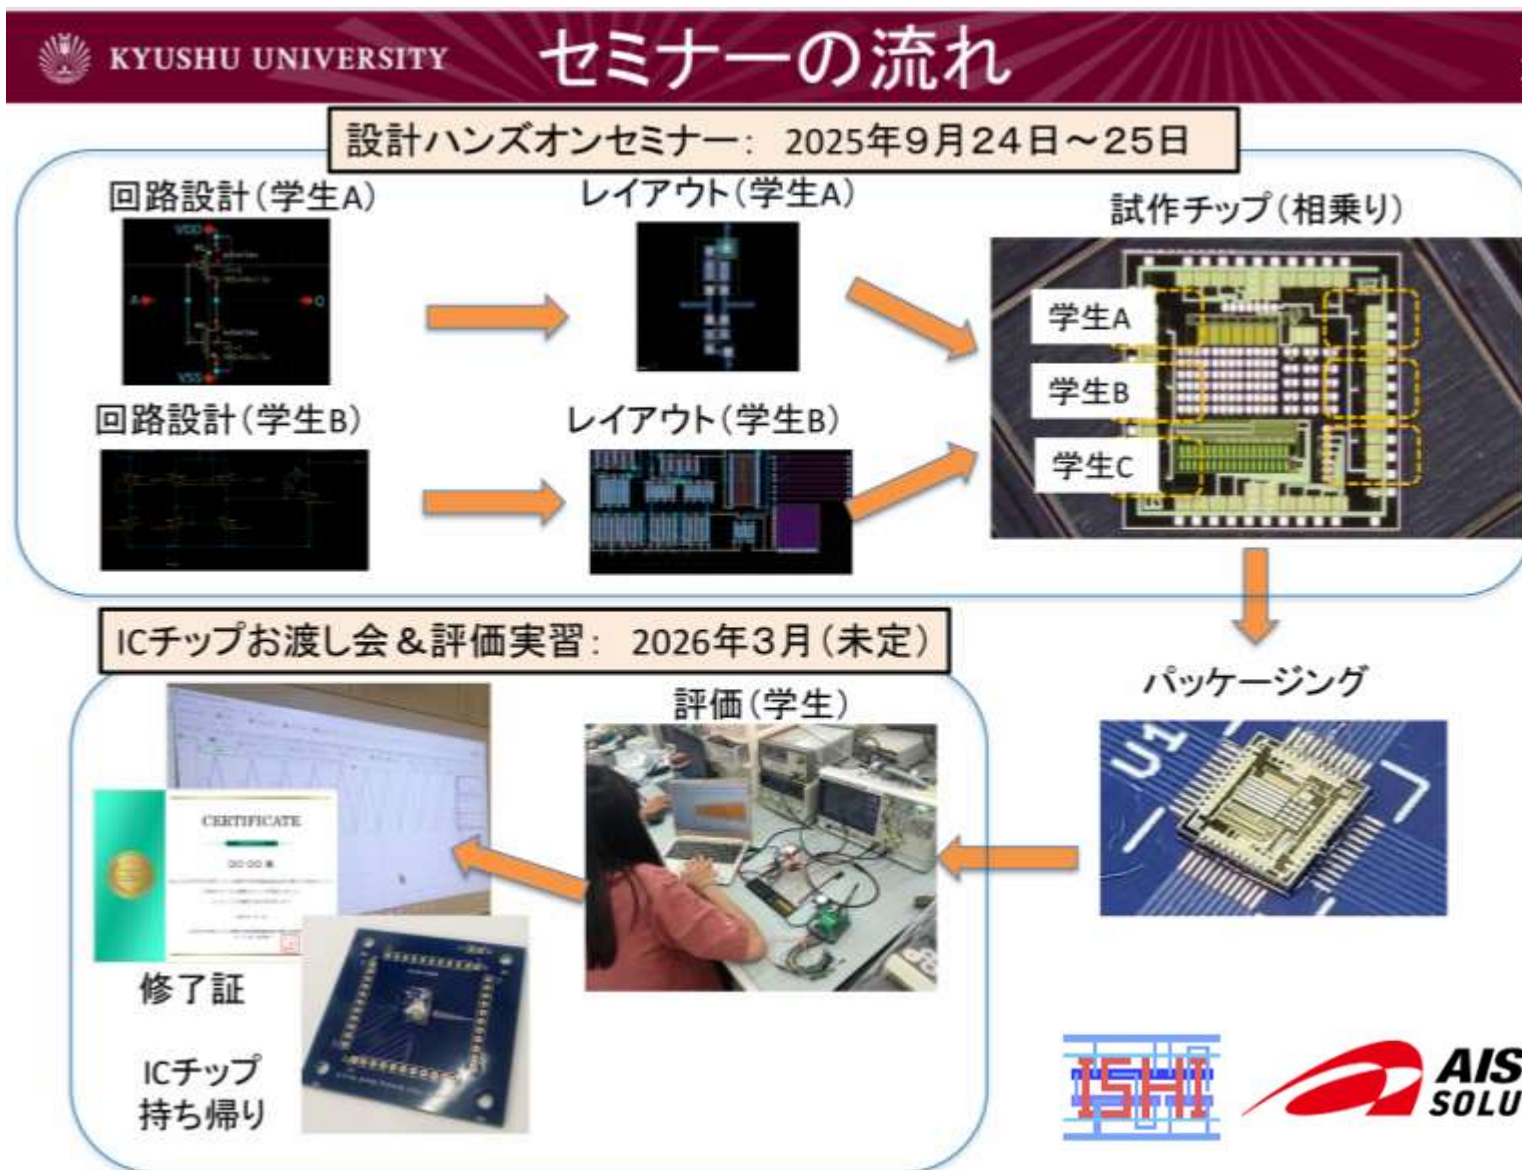 KYUSHU UNIVERSITY
セミナーの流れ
設計ハンズオンセミナー： 2025年９月２４日～２５日
回路設計（学生A）
レイアウト（学生A）
試作チップ（相乗り）
VDD
A
Q
VSS
学生A
学生B
学生C
回路設計（学生B）
レイアウト（学生B）
ICチップお渡し会＆評価実習： 2026年３月（未定）
パッケージング
U1
評価（学生）
CERTIFICATE
修了証
ICチップ
持ち帰り
ISHI
AIS
SOLU